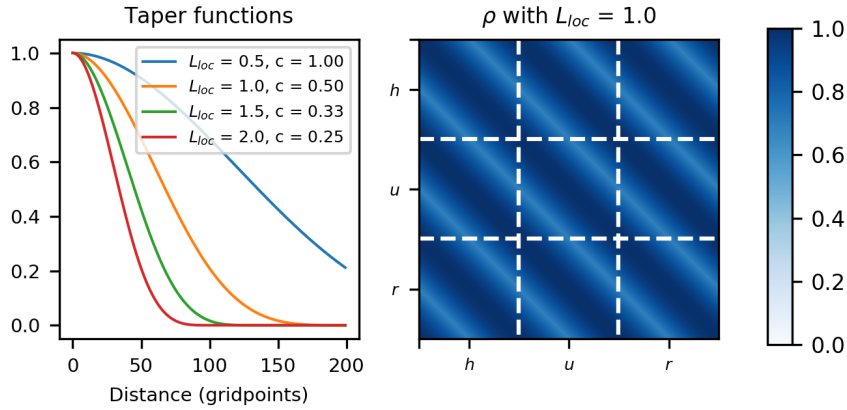 Taper functions
1.0
0.8
0.6
0.4
0.2
0.0
L_loc = 0.5, c = 1.00
L_loc = 1.0, c = 0.50
L_loc = 1.5, c = 0.33
L_loc = 2.0, c = 0.25
0 50 100 150 200
Distance (gridpoints)
ρ with L_loc = 1.0
h
u
r
h u r
1.0
0.8
0.6
0.4
0.2
0.0